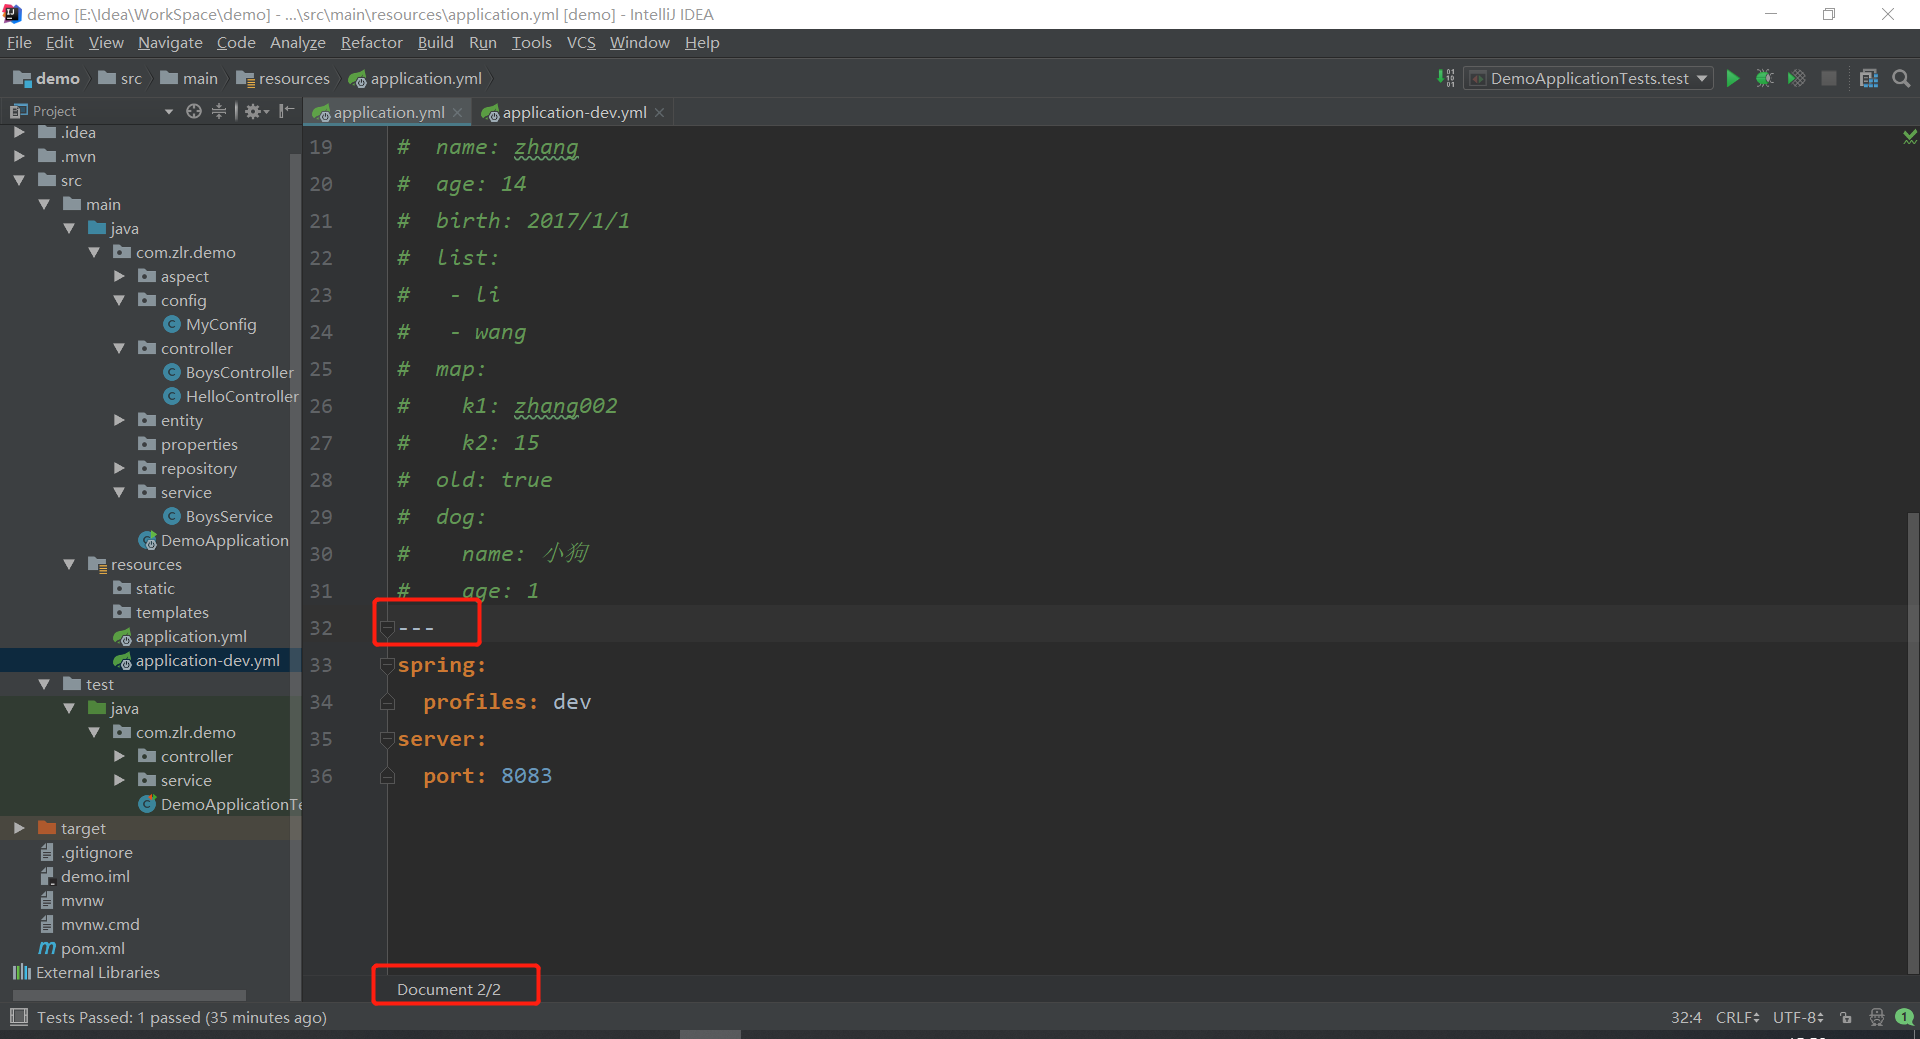 demo [E:\Idea\WorkSpace\demo] - ...\src\main\resources\application.yml [demo] - IntelliJ IDEA
File Edit View Navigate Code Analyze Refactor Build Run Tools VCS Window Help
demo src main resources application.yml
DemoApplicationTests.test
Project
application.yml
application-dev.yml
.idea
.mvn
src
main
java
com.zlr.demo
aspect
config
MyConfig
controller
BoysController
HelloController
entity
properties
repository
service
BoysService
DemoApplication
resources
static
templates
application.yml
application-dev.yml
test
java
com.zlr.demo
controller
service
DemoApplicationTe
target
.gitignore
demo.iml
mvnw
mvnw.cmd
pom.xml
External Libraries
19 #  name: zhang
20 #  age: 14
21 #  birth: 2017/1/1
22 #  list:
23 #   - li
24 #   - wang
25 #  map:
26 #    k1: zhang002
27 #    k2: 15
28 #  old: true
29 #  dog:
30 #    name: 小狗
31 #    age: 1
32 ---
33 spring:
34   profiles: dev
35 server:
36   port: 8083
Document 2/2
Tests Passed: 1 passed (35 minutes ago)
32:4 CRLF UTF-8 1